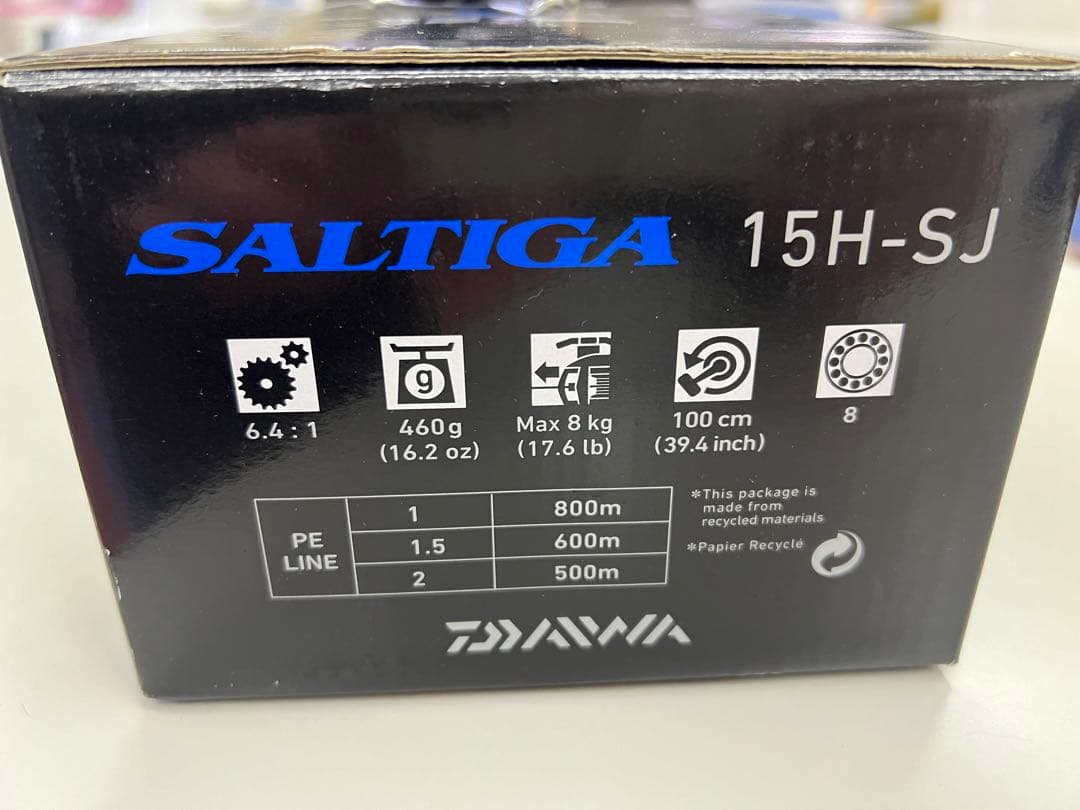 SALTIGA 15H-SJ
g
6.4 : 1
460g
(16.2 oz)
Max 8 kg
(17.6 lb)
100 cm
(39.4 inch)
8
PE
LINE
1 800m
1.5 600m
2 500m
*This package is
made from
recycled materials
*Papier Recyclé
DAIWA